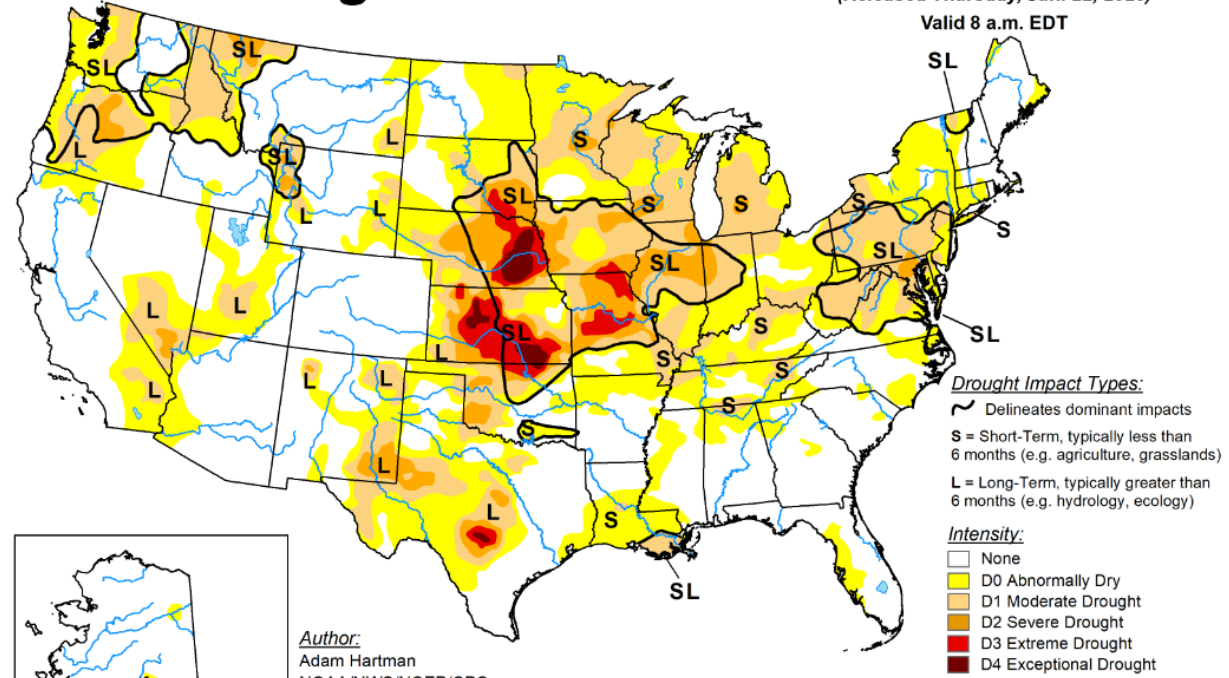 Valid 8 a.m. EDT
SL
SL
SL
S
L
L
SL
SL
L
L
S
S
S
S
SL
S
SL
L
L
SL
L
S
SL
L
S
L
L
L
S
S
S
L
L
S
SL
Drought Impact Types:
Delineates dominant impacts
S = Short-Term, typically less than
6 months (e.g. agriculture, grasslands)
L = Long-Term, typically greater than
6 months (e.g. hydrology, ecology)
Intensity:
None
D0 Abnormally Dry
D1 Moderate Drought
D2 Severe Drought
D3 Extreme Drought
D4 Exceptional Drought
Author:
Adam Hartman